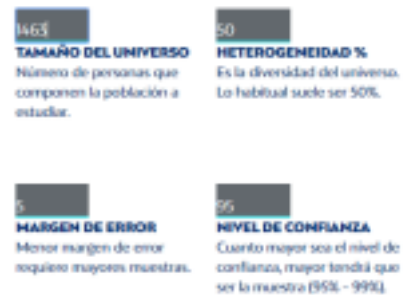 1463
TAMAÑO DEL UNIVERSO
Número de personas que
componen la población a
estudiar.
50
HETEROGENEIDAD %
Es la diversidad del universo.
Lo habitual suele ser 50%.
5
MARGEN DE ERROR
Menor margen de error
requiere mayores muestras.
95
NIVEL DE CONFIANZA
Cuanto mayor sea el nivel de
confianza, mayor tendrá que
ser la muestra (95% - 99%).